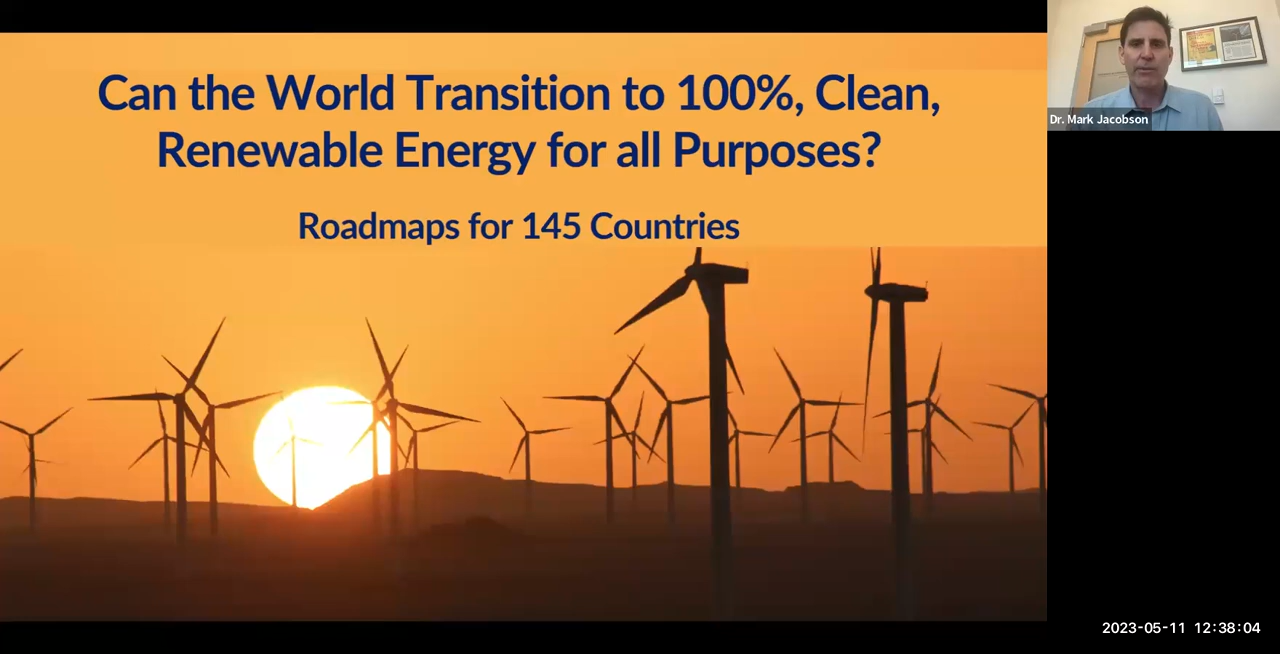 Can the World Transition to 100%, Clean,
Renewable Energy for all Purposes?
Roadmaps for 145 Countries
Dr. Mark Jacobson
2023-05-11 12:38:04